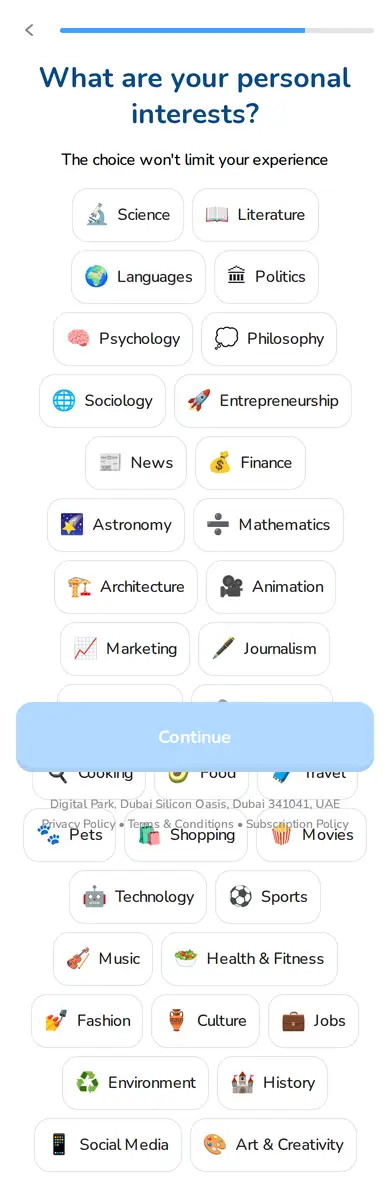 What are your personal
interests?
The choice won't limit your experience
Science Literature
Languages Politics
Psychology Philosophy
Sociology Entrepreneurship
News Finance
Astronomy Mathematics
Architecture Animation
Marketing Journalism
Continue
Cooking Food Travel
Digital Park, Dubai Silicon Oasis, Dubai 341041, UAE
Privacy Policy • Terms & Conditions • Subscription Policy
Pets Shopping Movies
Technology Sports
Music Health & Fitness
Fashion Culture Jobs
Environment History
Social Media Art & Creativity